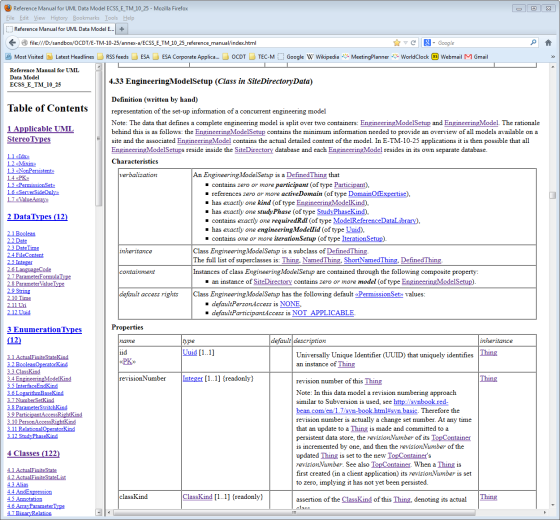 Reference Manual for UML Data Model ECSS_E_TM_10_25 - Mozilla Firefox
File Edit View History Bookmarks Tools Help
Reference Manual for UML Data Model E...
file:///D:/sandbox/OCDT/E-TM-10-25/annex-a/ECSS_E_TM_10_25_reference_manual/index.html
Google
Most Visited Latest Headlines RSS feeds ESA ESA Corporate Applica... OCDT TEC-M Google Wikipedia MeetingPlanner WorldClock Webmail Gmail
Reference Manual for UML
Data Model
ECSS_E_TM_10_25
Table of Contents
1 Applicable UML
StereoTypes
1.1 «Idx»
1.2 «Mixin»
1.3 «NonPersistent»
1.4 «PK»
1.5 «PermissionSet»
1.6 «ServerSideOnly»
1.7 «ValueArray»
2 DataTypes (12)
2.1 Boolean
2.2 Date
2.3 DateTime
2.4 FileContent
2.5 Integer
2.6 LanguageCode
2.7 ParameterFormulaType
2.8 ParameterValueType
2.9 String
2.10 Time
2.11 Uri
2.12 Uuid
3 EnumerationTypes
(12)
3.1 ActualFiniteStateKind
3.2 BooleanOperatorKind
3.3 ClassKind
3.4 EngineeringModelKind
3.5 InterfaceEndKind
3.6 LogarithmBaseKind
3.7 NumberSetKind
3.8 ParameterSwitchKind
3.9 ParticipantAccessRightKind
3.10 PersonAccessRightKind
3.11 RelationalOperatorKind
3.12 StudyPhaseKind
4 Classes (122)
4.1 ActualFiniteState
4.2 ActualFiniteStateList
4.3 Alias
4.4 AndExpression
4.5 Annotation
4.6 ArrayParameterType
4.7 BinaryRelation
4.33 EngineeringModelSetup (Class in SiteDirectoryData)
Definition (written by hand)
representation of the set-up information of a concurrent engineering model
Note: The data that defines a complete engineering model is split over two containers: EngineeringModelSetup and EngineeringModel. The rationale
behind this is as follows: the EngineeringModelSetup contains the minimum information needed to provide an overview of all models available on
a site and the associated EngineeringModel contains the actual detailed content of the model. In E-TM-10-25 applications it is then possible that all
EngineeringModelSetups reside inside the SiteDirectory database and each EngineeringModel resides in its own separate database.
Characteristics
verbalization An EngineeringModelSetup is a DefinedThing that
contains zero or more participant (of type Participant),
references zero or more activeDomain (of type DomainOfExpertise),
has exactly one kind (of type EngineeringModelKind),
has exactly one studyPhase (of type StudyPhaseKind),
contains exactly one requiredRdl (of type ModelReferenceDataLibrary),
has exactly one engineeringModelIid (of type Uuid),
contains one or more iterationSetup (of type IterationSetup).
inheritance Class EngineeringModelSetup is a subclass of DefinedThing.
The full list of superclasses is: Thing, NamedThing, ShortNamedThing, DefinedThing.
containment Instances of class EngineeringModelSetup are contained through the following composite property:
an instance of SiteDirectory contains zero or more model (of type EngineeringModelSetup).
default access rights Class EngineeringModelSetup has the following default «PermissionSet» values:
defaultPersonAccess is NONE,
defaultParticipantAccess is NOT_APPLICABLE.
Properties
name type default description inheritance
iid Uuid [1..1] Universally Unique Identifier (UUID) that uniquely identifies Thing
«PK» an instance of Thing
revisionNumber Integer [1..1] {readonly} revision number of this Thing Thing
Note: In this data model a revision numbering approach
similar to Subversion is used, see http://svnbook.red-
bean.com/en/1.7/svn-book.html#svn.basic. Therefore the
revision number is actually a change set number. At any time
that an update to a Thing is made and committed to a
persistent data store, the revisionNumber of its TopContainer
is incremented by one, and then the revisionNumber of the
updated Thing is set to the new TopContainer's
revisionNumber. See also TopContainer. When a Thing is
first created (in a client application) its revisionNumber is set
to zero, implying it has not yet been persisted.
classKind ClassKind [1..1] {readonly} assertion of the ClassKind of this Thing, denoting its actual Thing